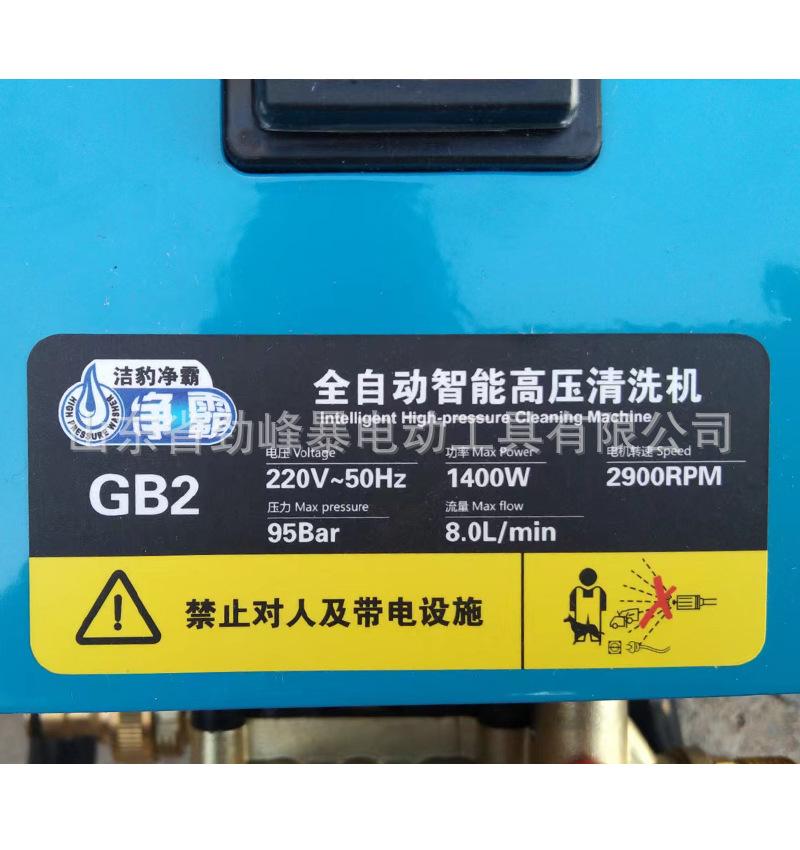 洁豹净霸
HIGH PRESSURE WASHER
净霸
全自动智能高压清洗机
Intelligent High-pressure Cleaning Machine
山东省劲峰暴电动工具有限公司
GB2
电压 Voltage
功率 Max Power
电机转速 Speed
220V~50Hz
1400W
2900RPM
压力 Max pressure
流量 Max flow
95Bar
8.0L/min
禁止对人及带电设施